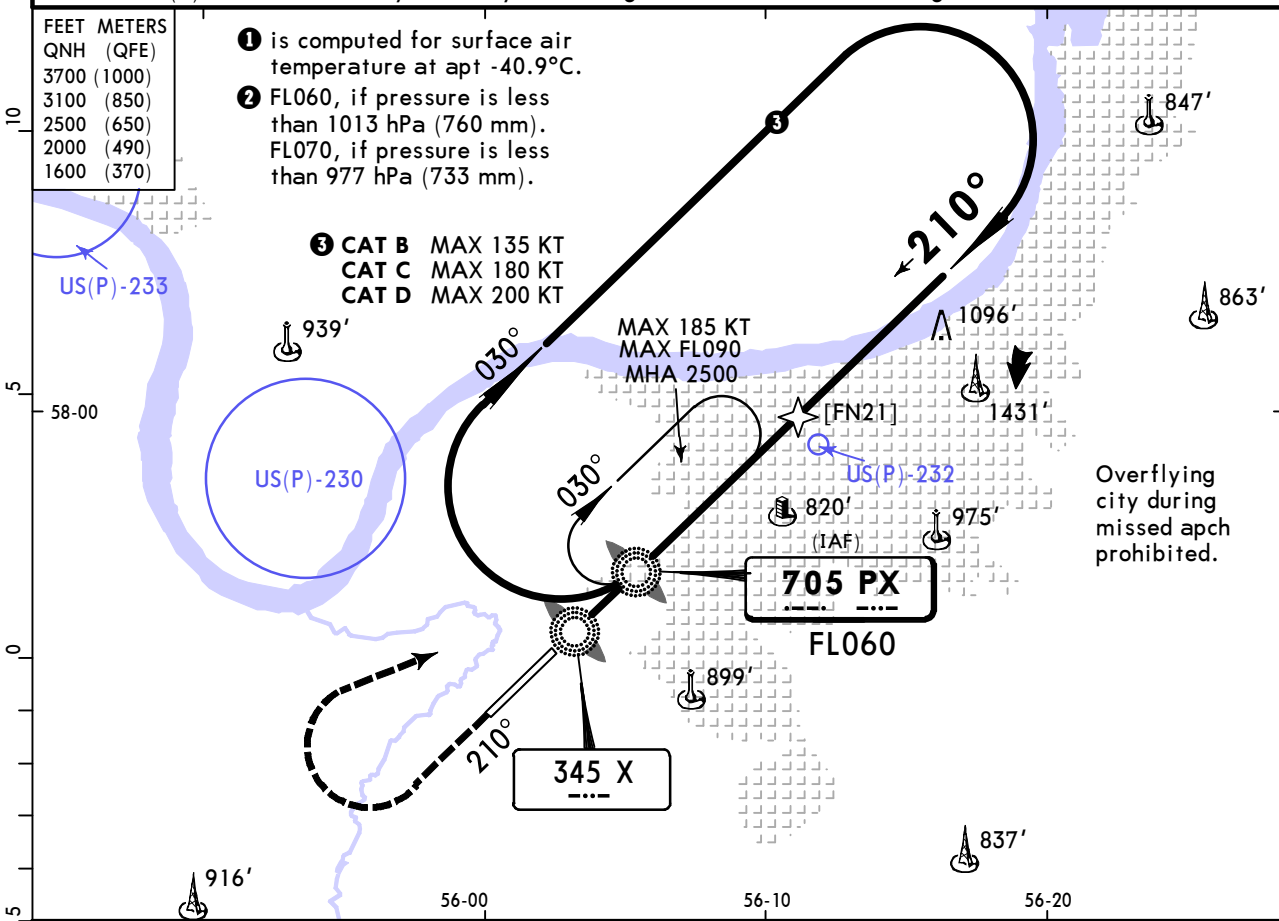 FEET METERS
QNH (QFE)
3700 (1000)
3100 (850)
2500 (650)
2000 (490)
1600 (370)
1 is computed for surface air
temperature at apt -40.9°C.
2 FL060, if pressure is less
than 1013 hPa (760 mm).
FL070, if pressure is less
than 977 hPa (733 mm).
3 CAT B MAX 135 KT
CAT C MAX 180 KT
CAT D MAX 200 KT
3
847'
210°
US(P)-233
863'
939'
030°
MAX 185 KT
MAX FL090
MHA 2500
1096'
1431'
58-00
[FN21]
US(P)-232
US(P)-230
030°
820'
975'
Overflying
city during
missed apch
prohibited.
(IAF)
705 PX
FL060
899'
210°
345 X
837'
916'
10
5
0
5
56-00
56-10
56-20